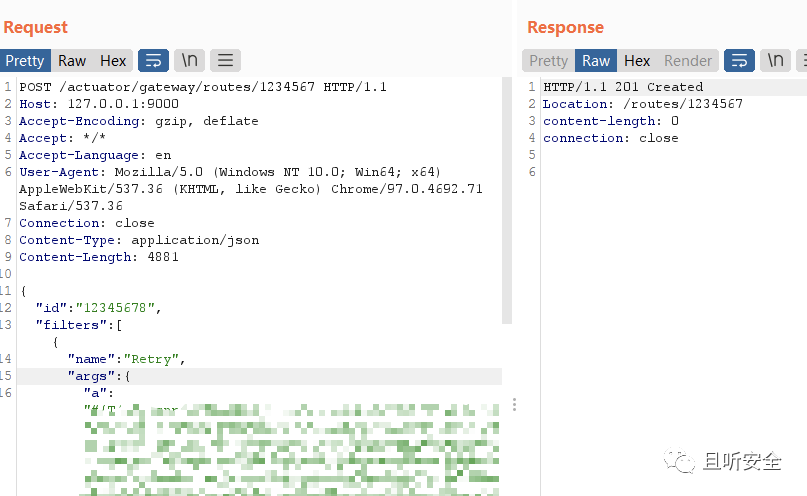 Request
Pretty Raw Hex \n
1 POST /actuator/gateway/routes/1234567 HTTP/1.1
2 Host: 127.0.0.1:9000
3 Accept-Encoding: gzip, deflate
4 Accept: */*
5 Accept-Language: en
6 User-Agent: Mozilla/5.0 (Windows NT 10.0; Win64; x64)
AppleWebKit/537.36 (KHTML, like Gecko) Chrome/97.0.4692.71
Safari/537.36
7 Connection: close
8 Content-Type: application/json
9 Content-Length: 4881
10
11 {
12 "id":"12345678",
13 "filters":[
{
14 "name":"Retry",
15 "args":{
16 "a":
Response
Pretty Raw Hex Render \n
1 HTTP/1.1 201 Created
2 Location: /routes/1234567
3 content-length: 0
4 connection: close
5
6
且听安全